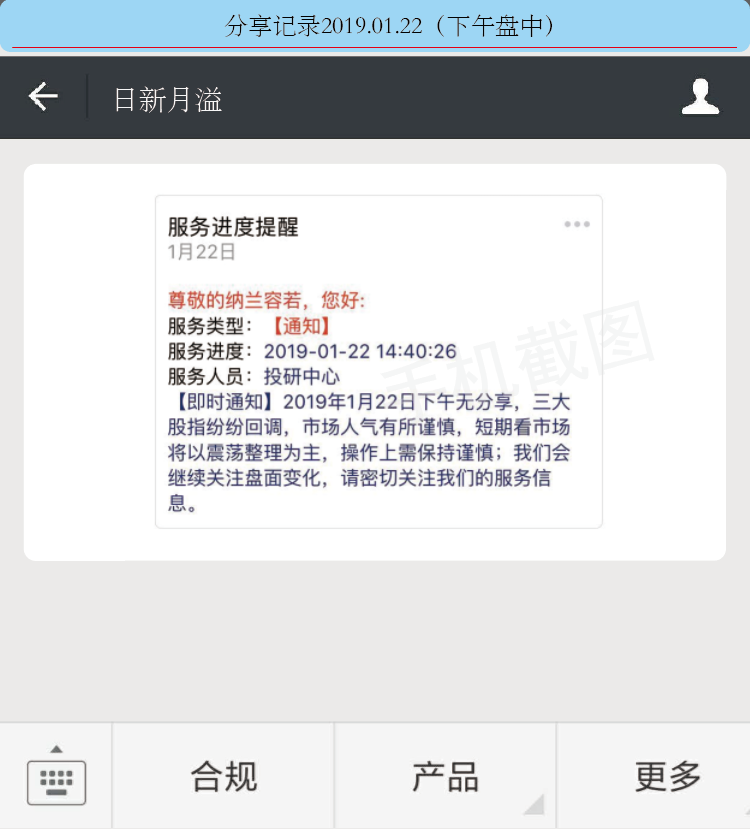 分享记录2019.01.22（下午盘中）
日新月溢
服务进度提醒
1月22日
尊敬的纳兰容若，您好:
服务类型：【通知】
服务进度：2019-01-22 14:40:26
服务人员：投研中心
【即时通知】2019年1月22日下午无分享，三大
股指纷纷回调，市场人气有所谨慎，短期看市场
将以震荡整理为主，操作上需保持谨慎；我们会
继续关注盘面变化，请密切关注我们的服务信
息。
手机截图
合规
产品
更多